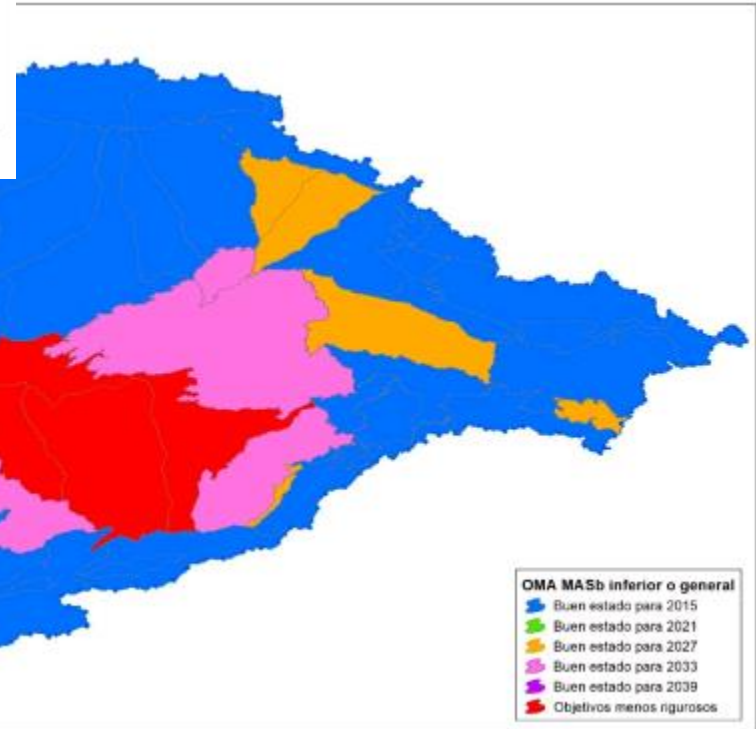 OMA MASb inferior o general
Buen estado para 2015
Buen estado para 2021
Buen estado para 2027
Buen estado para 2033
Buen estado para 2039
Objetivos menos rigurosos